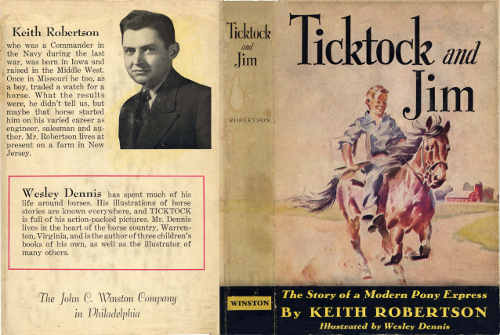 Keith Robertson
who was a Commander in
the Navy during the last
war, was born in Iowa and
raised in the Middle West.
Once in Missouri he too, as
a boy, traded a watch for a
horse. What the results
were, he didn't tell us, but
maybe that horse started
him on his varied career as
engineer, salesman and au-
thor. Mr. Robertson lives at
present on a farm in New
Jersey.
Wesley Dennis has spent much of his
life around horses. His illustrations of horse
stories are known everywhere, and TICKTOCK
is full of his action-packed pictures. Mr. Dennis
lives in the heart of the horse country, Warren-
ton, Virginia, and is the author of three children's
books of his own, as well as the illustrator of
many others.
The John C. Winston Company
in Philadelphia
Ticktock
and
Jim
ROBERTSON
WINSTON
Ticktock and
Jim
The Story of a Modern Pony Express
By KEITH ROBERTSON
Illustrated by Wesley Dennis